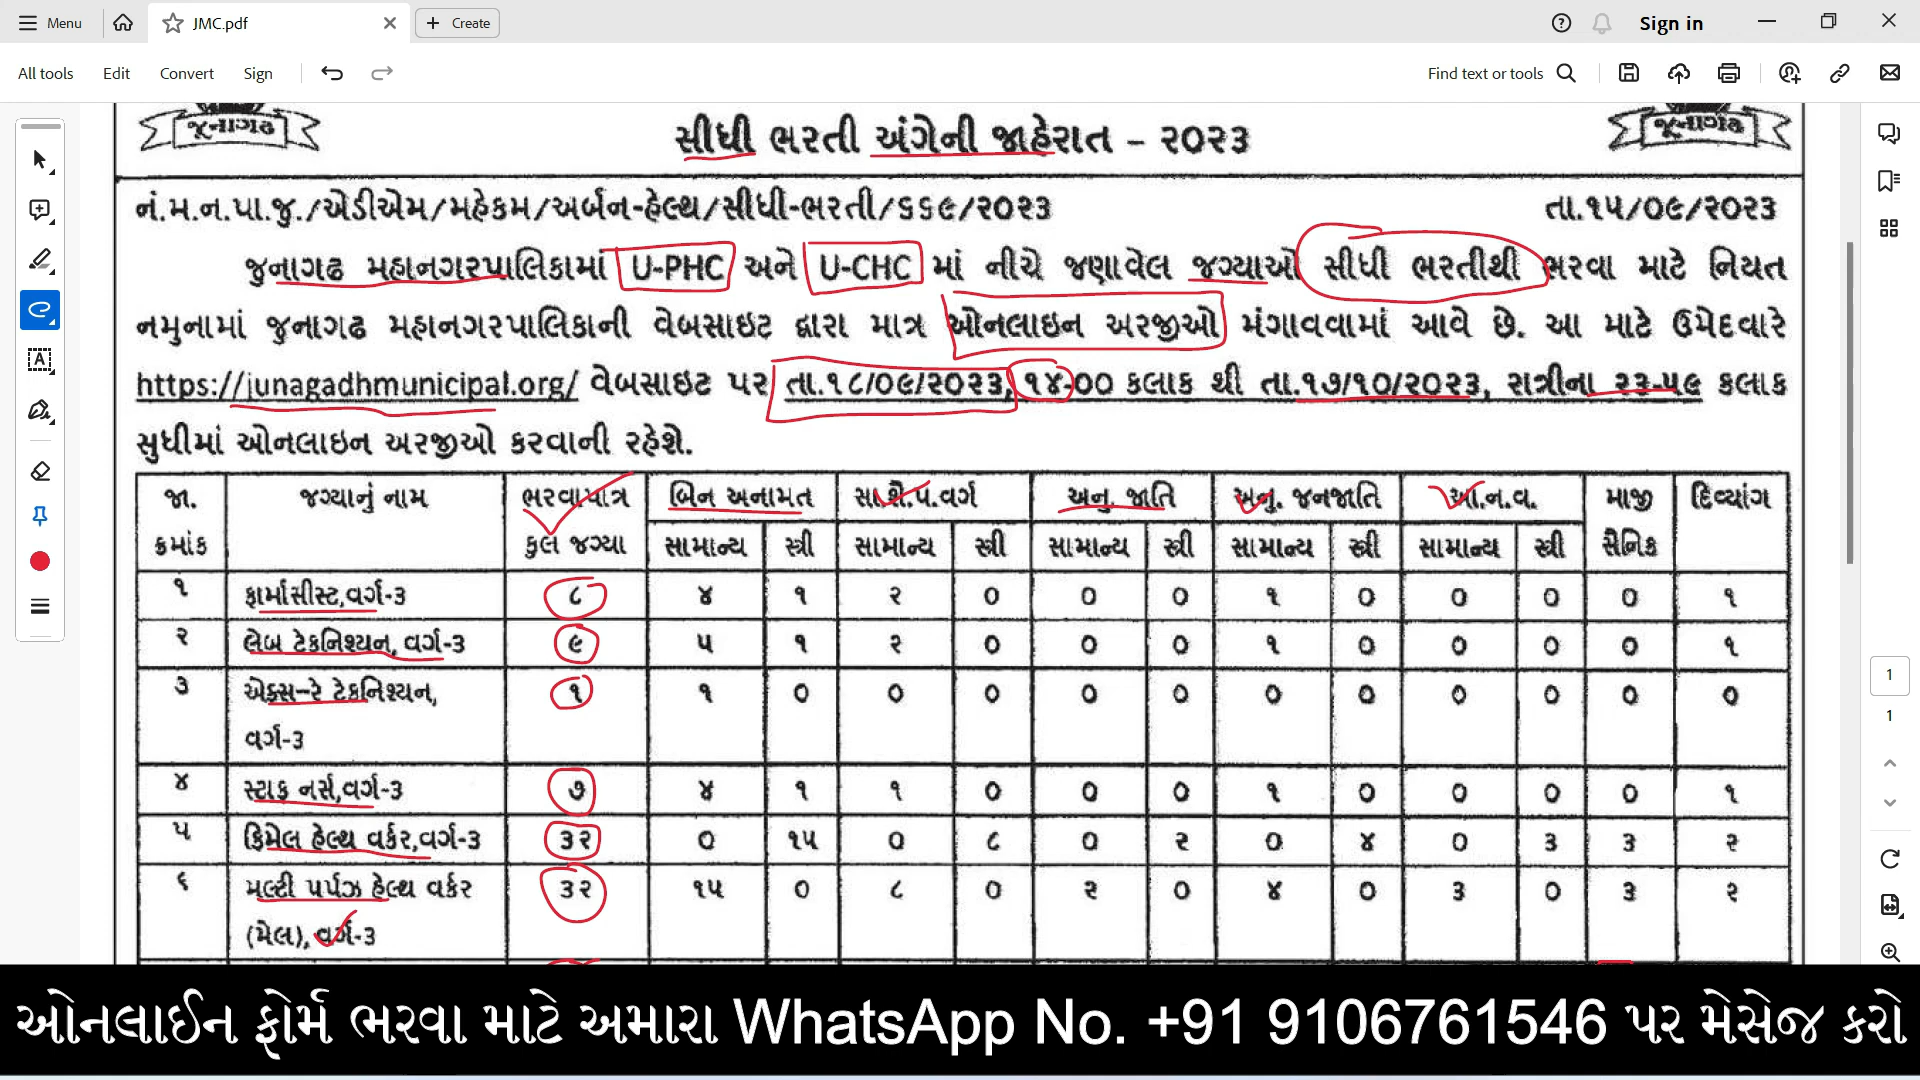 Menu JMC.pdf Create Sign in
All tools Edit Convert Sign Find text or tools
જૂનાગઢ સીધી ભરતી અંગેની જાહેરાત – ૨૦૨૩ જૂનાગઢ
નં.મ.ન.પા.જુ./એડીએમ/મહેકમ/અર્બન-હેલ્થ/સીધી-ભરતી/૬૬૯/૨૦૨૩ તા.૧૫/૦૯/૨૦૨૩
જુનાગઢ મહાનગરપાલિકામાં U-PHC અને U-CHC માં નીચે જણાવેલ જગ્યાઓ સીધી ભરતીથી ભરવા માટે નિયત
નમુનામાં જુનાગઢ મહાનગરપાલિકાની વેબસાઇટ દ્વારા માત્ર ઓનલાઇન અરજીઓ મંગાવવામાં આવે છે. આ માટે ઉમેદવારે
https://junagadhmunicipal.org/ વેબસાઇટ પર તા.૧૮/૦૯/૨૦૨૩, ૧૪-૦૦ કલાક થી તા.૧૭/૧૦/૨૦૨૩, રાત્રીના ૨૩-૫૯ કલાક
સુધીમાં ઓનલાઇન અરજીઓ કરવાની રહેશે.
જા. જગ્યાનું નામ ભરવાપાત્ર બિન અનામત સા.શૈ.પ.વર્ગ અનુ. જાતિ અનુ. જનજાતિ આ.ન.વ. માજી દિવ્યાંગ
ક્રમાંક કુલ જગ્યા સામાન્ય સ્ત્રી સામાન્ય સ્ત્રી સામાન્ય સ્ત્રી સામાન્ય સ્ત્રી સામાન્ય સ્ત્રી સૈનિક
૧ ફાર્માસીસ્ટ,વર્ગ-૩ ૮ ૪ ૧ ૨ ૦ ૦ ૦ ૧ ૦ ૦ ૦ ૦ ૧
૨ લેબ ટેકનિશ્યન, વર્ગ-૩ ૯ ૫ ૧ ૨ ૦ ૦ ૦ ૧ ૦ ૦ ૦ ૦ ૧
૩ એક્સ-રે ટેકનિશ્યન, ૧ ૧ ૦ ૦ ૦ ૦ ૦ ૦ ૦ ૦ ૦ ૦ ૦
વર્ગ-૩
૪ સ્ટાફ નર્સ,વર્ગ-૩ ૭ ૪ ૧ ૧ ૦ ૦ ૦ ૧ ૦ ૦ ૦ ૦ ૧
૫ ફિમેલ હેલ્થ વર્કર,વર્ગ-૩ ૩૨ ૦ ૧૫ ૦ ૮ ૦ ૨ ૦ ૪ ૦ ૩ ૩ ૨
૬ મલ્ટી પર્પઝ હેલ્થ વર્કર ૩૨ ૧૫ ૦ ૮ ૦ ૨ ૦ ૪ ૦ ૩ ૦ ૩ ૨
(મેલ), વર્ગ-૩
1
1
ઓનલાઈન ફોર્મ ભરવા માટે અમારા WhatsApp No. +91 9106761546 પર મેસેજ કરો